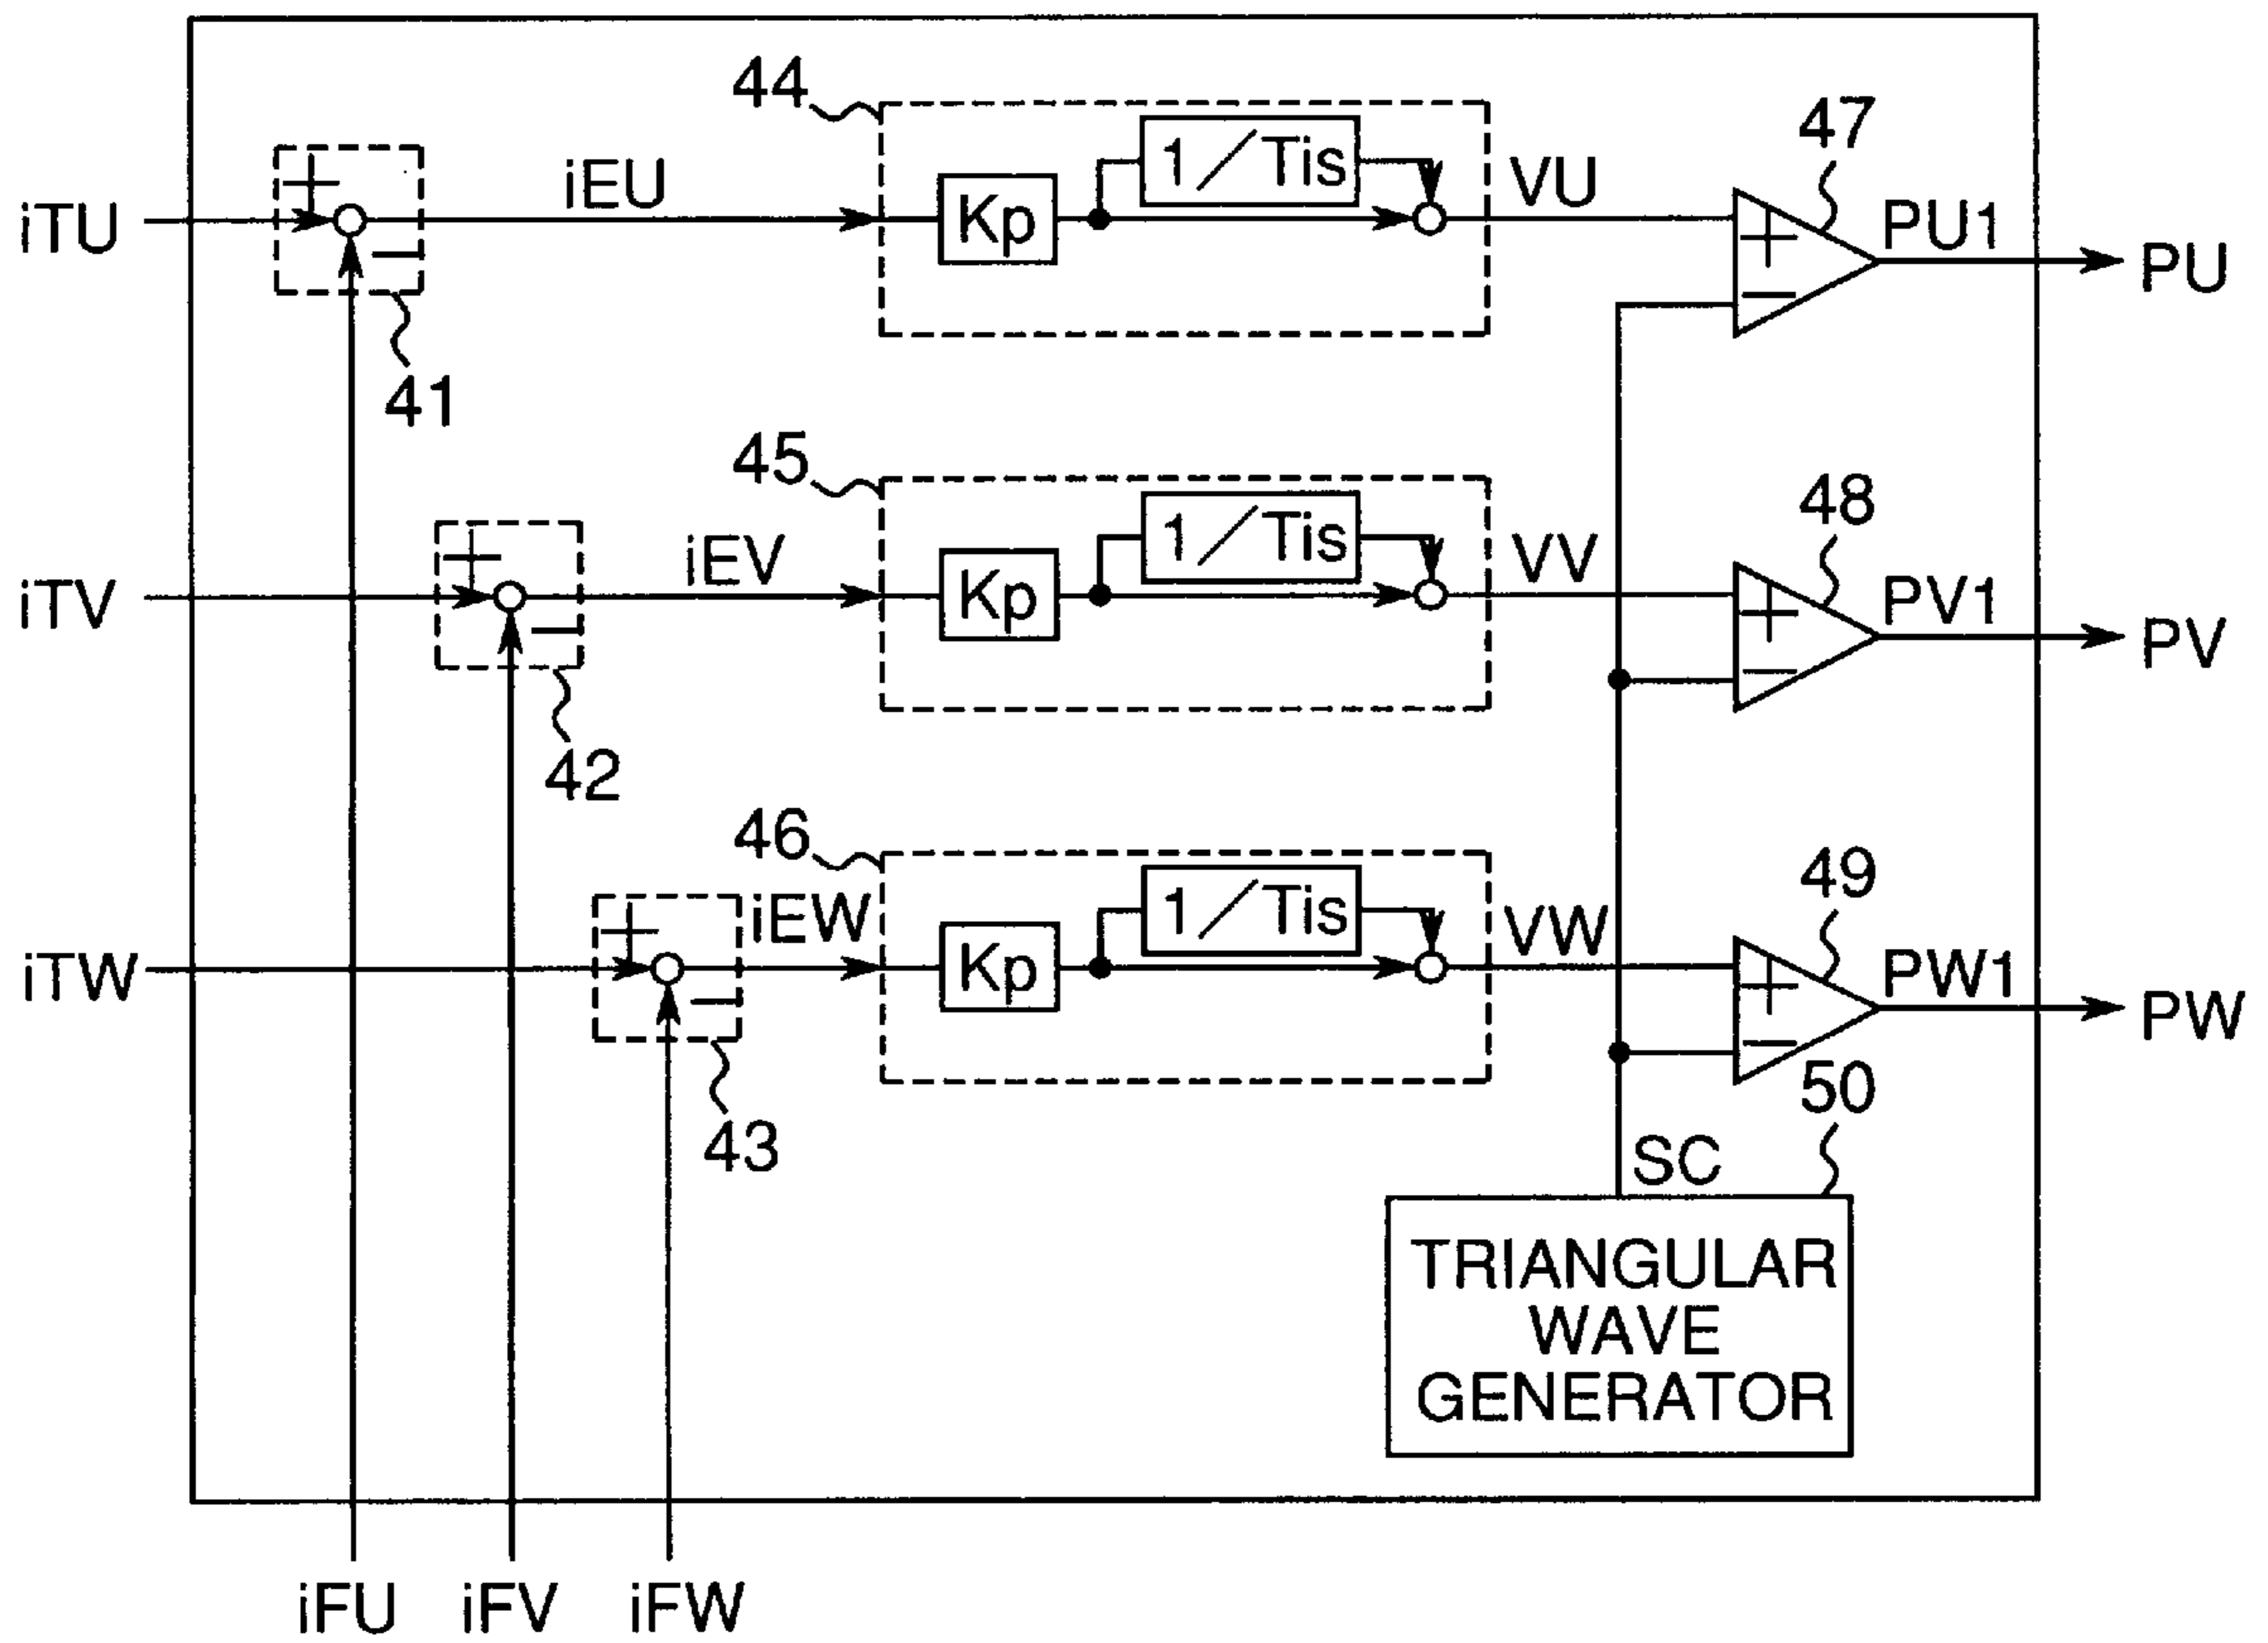 44
47
1/Tis
iEU
VU
iTU
Kp
+
−
PU1
PU
+
−
41
45
48
1/Tis
iEV
VV
iTV
Kp
+
−
PV1
PV
+
−
42
46
49
1/Tis
iEW
VW
iTW
Kp
+
−
PW1
PW
+
−
50
43
SC
TRIANGULAR
WAVE
GENERATOR
iFU
iFV
iFW